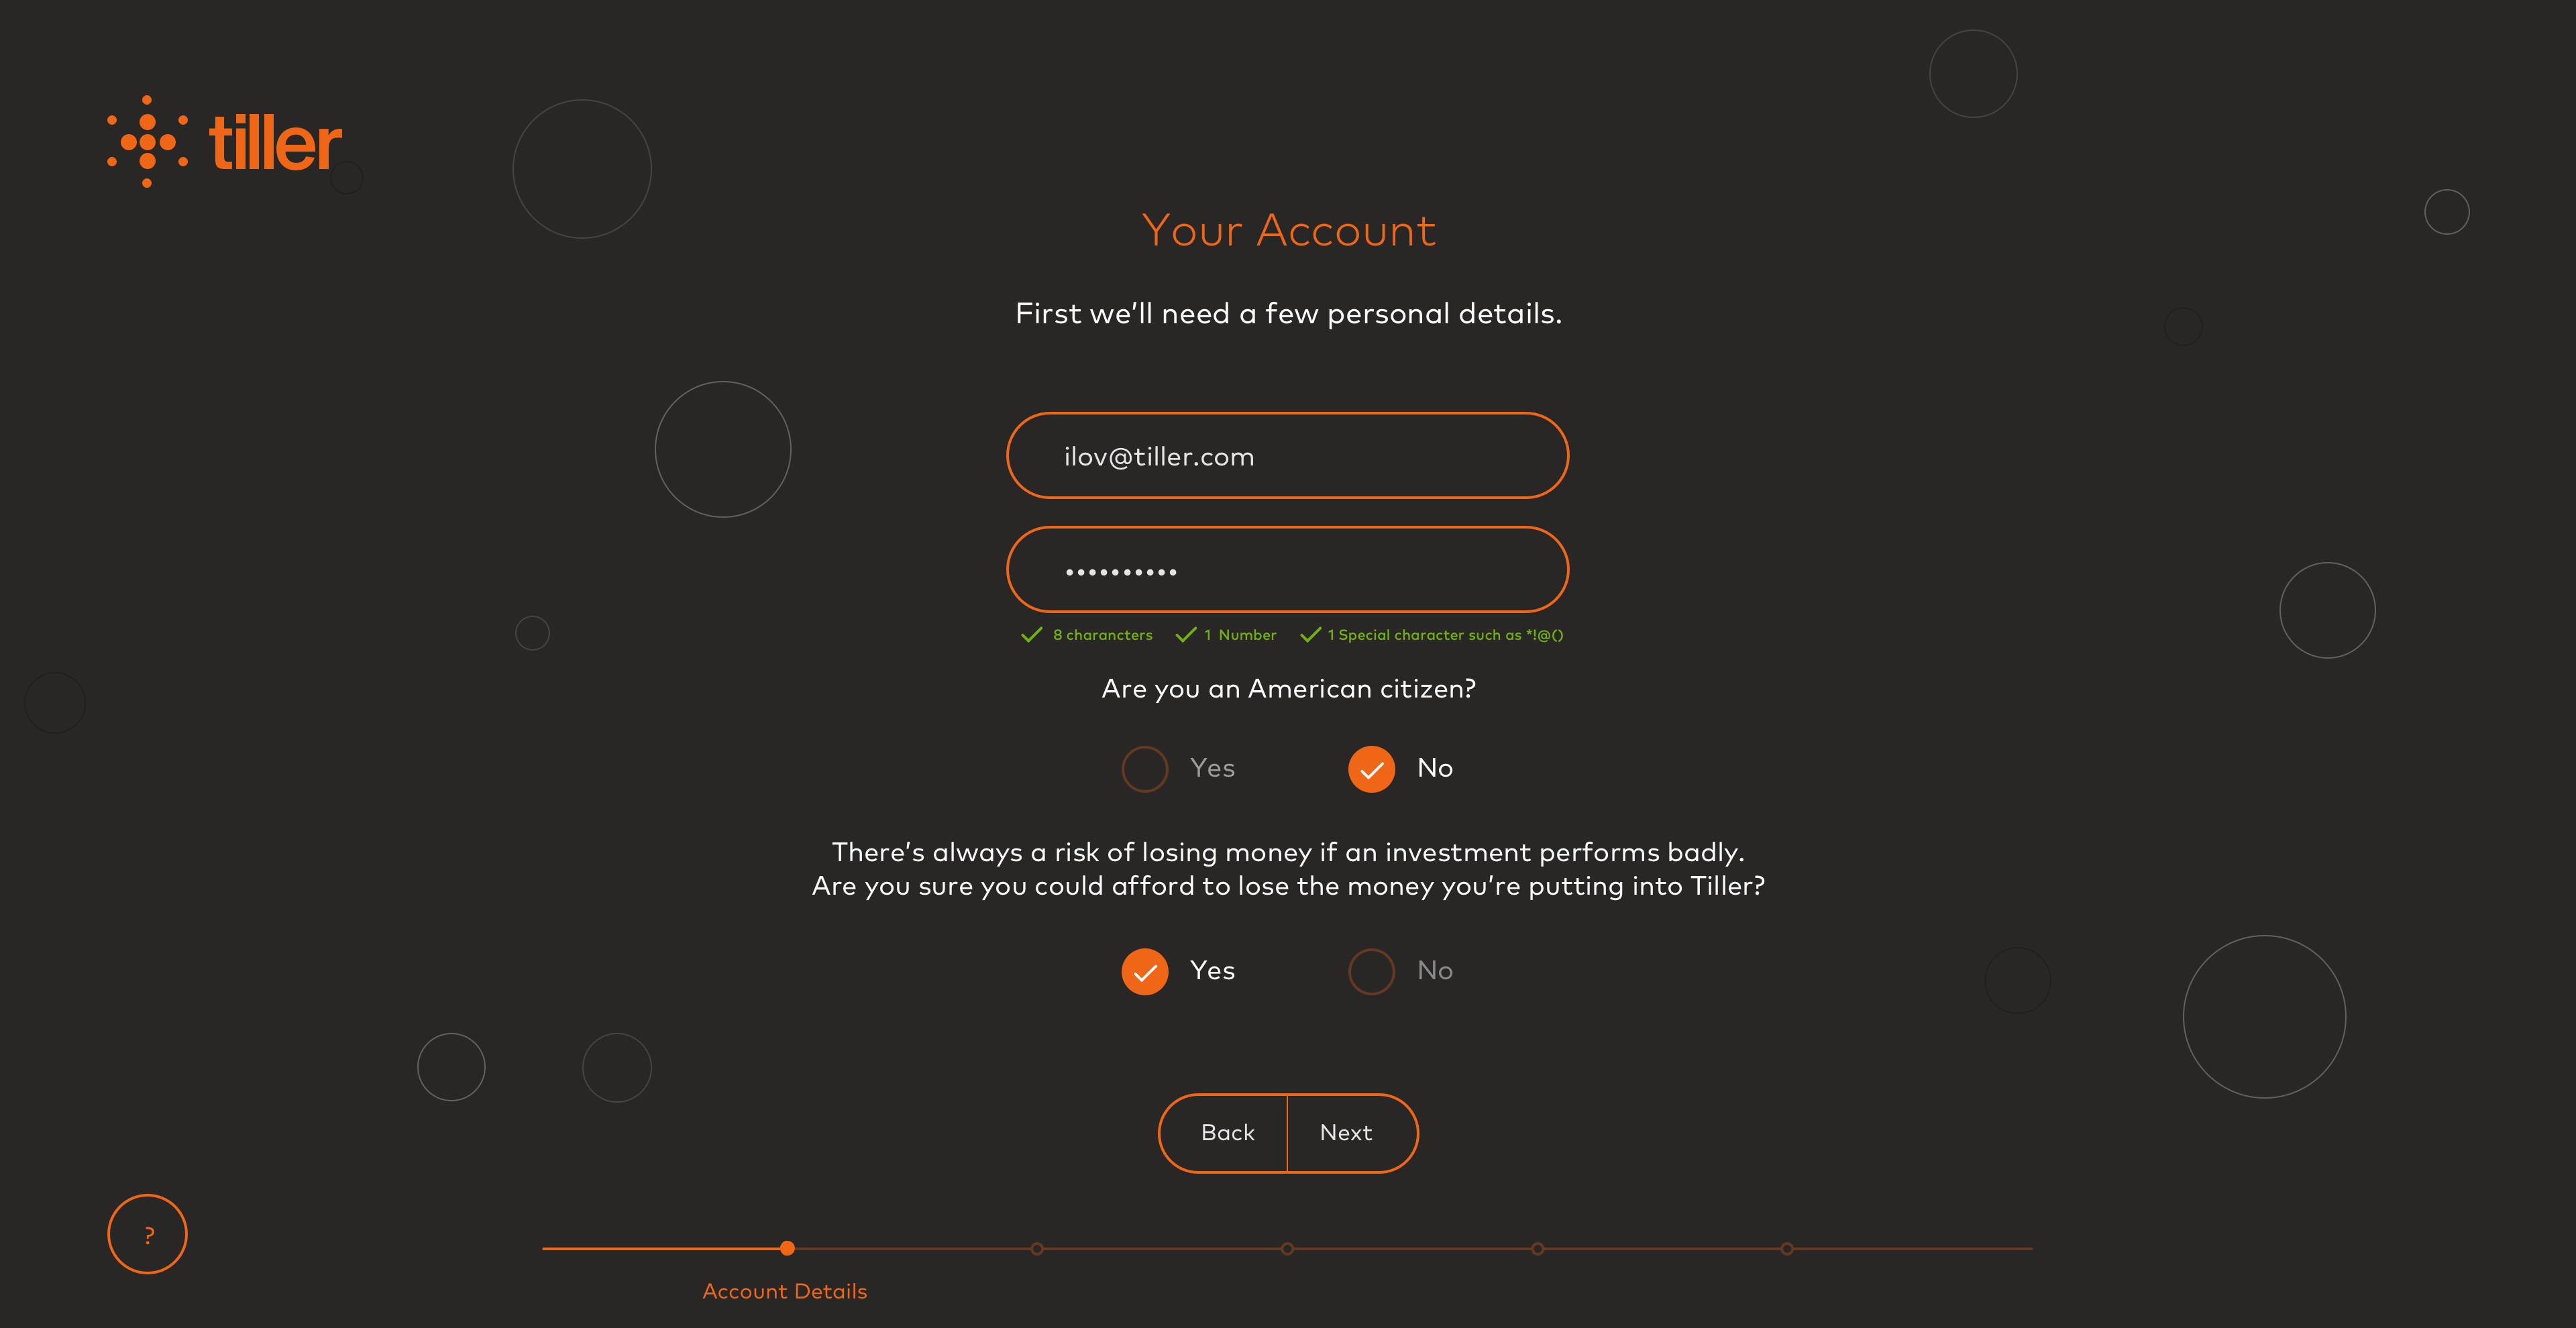 tiller
Your Account
First we’ll need a few personal details.
ilov@tiller.com
••••••••••
8 charancters 1 Number 1 Special character such as *!@()
Are you an American citizen?
Yes No
There’s always a risk of losing money if an investment performs badly.
Are you sure you could afford to lose the money you’re putting into Tiller?
Yes No
Back Next
?
Account Details